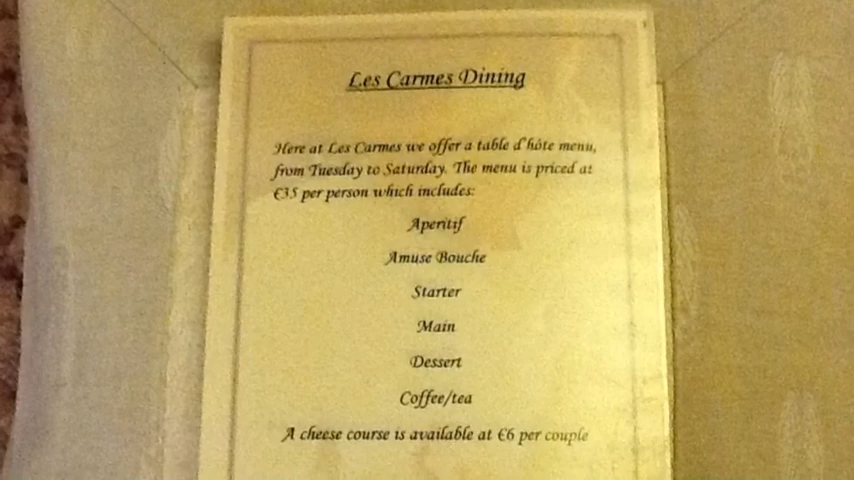 Les Carmes Dining
Here at Les Carmes we offer a table d'hôte menu,
from Tuesday to Saturday. The menu is priced at
€35 per person which includes:
Aperitif
Amuse Bouche
Starter
Main
Dessert
Coffee/tea
A cheese course is available at €6 per couple